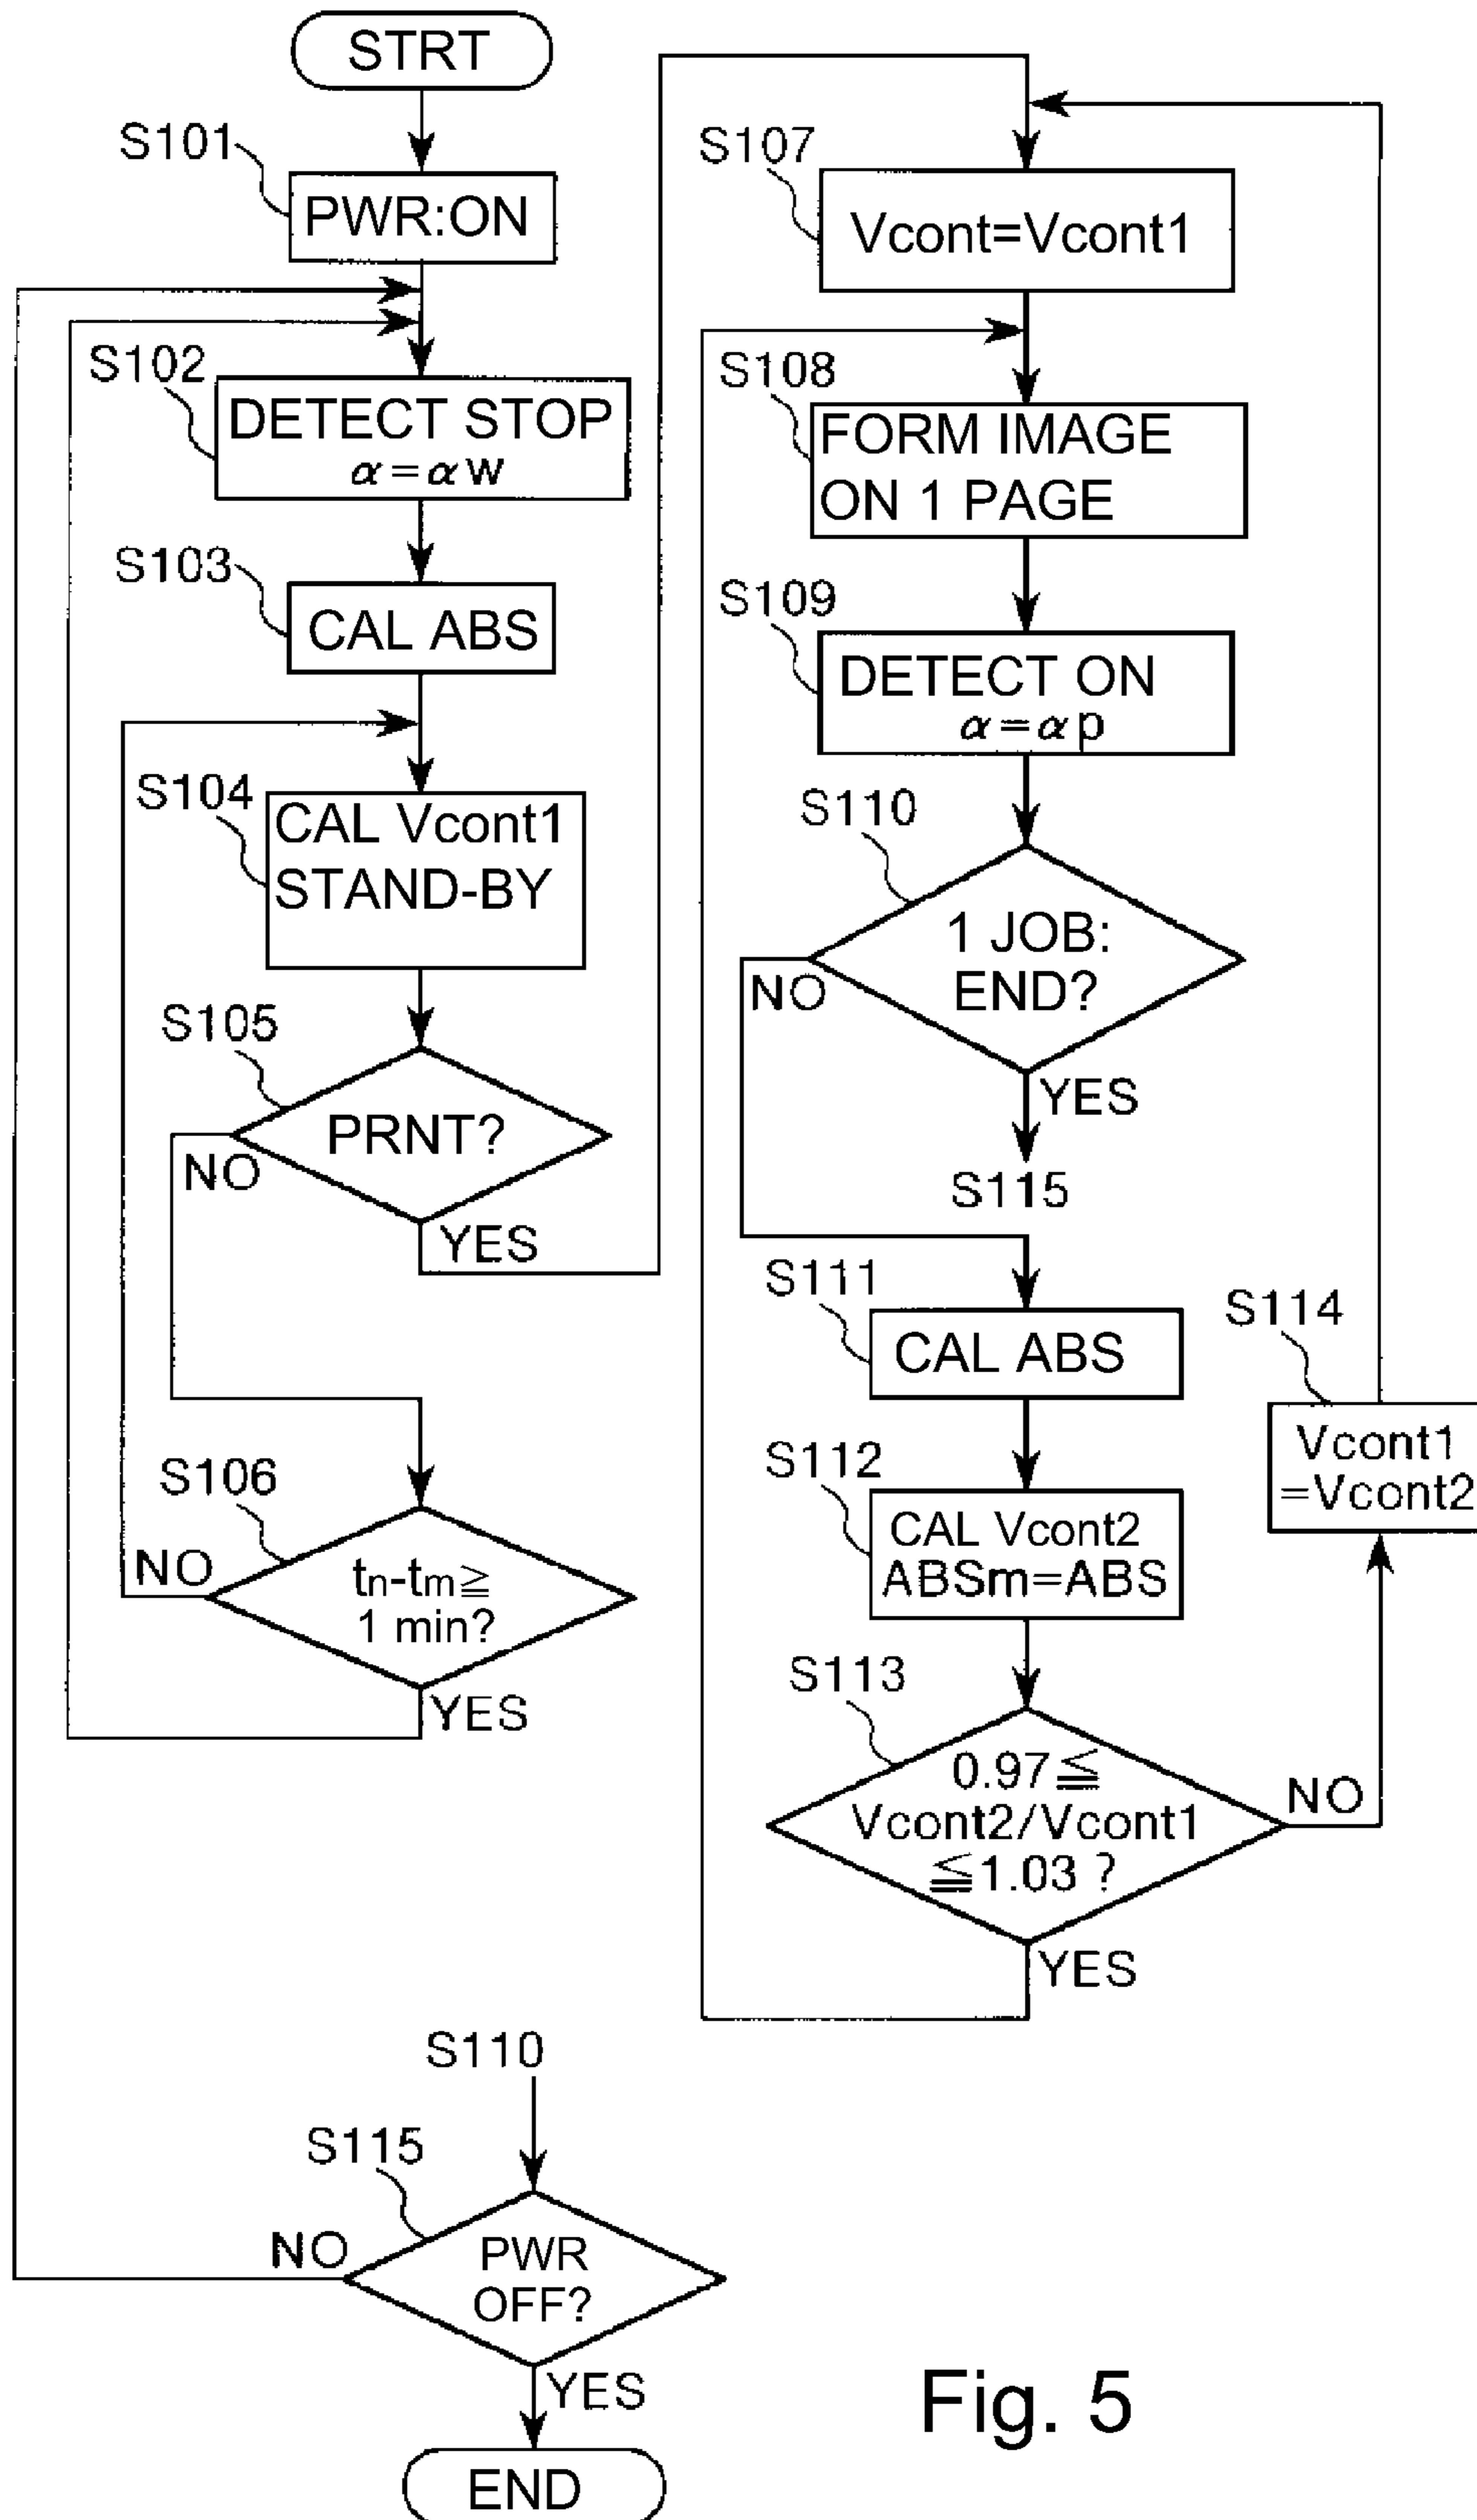 STRT
S101
PWR:ON
S102
DETECT STOP
α=αw
S103
CAL ABS
S104
CAL Vcont1
STAND-BY
S105
PRNT?
NO
YES
S106
tn-tm≧
1 min?
NO
YES
S107
Vcont=Vcont1
S108
FORM IMAGE
ON 1 PAGE
S109
DETECT ON
α=αp
S110
1 JOB:
END?
NO
YES
S115
S111
CAL ABS
S112
CAL Vcont2
ABSm=ABS
S113
0.97≦
Vcont2/Vcont1
≦1.03 ?
NO
YES
S114
Vcont1
=Vcont2
S110
S115
PWR
OFF?
NO
YES
END
Fig. 5